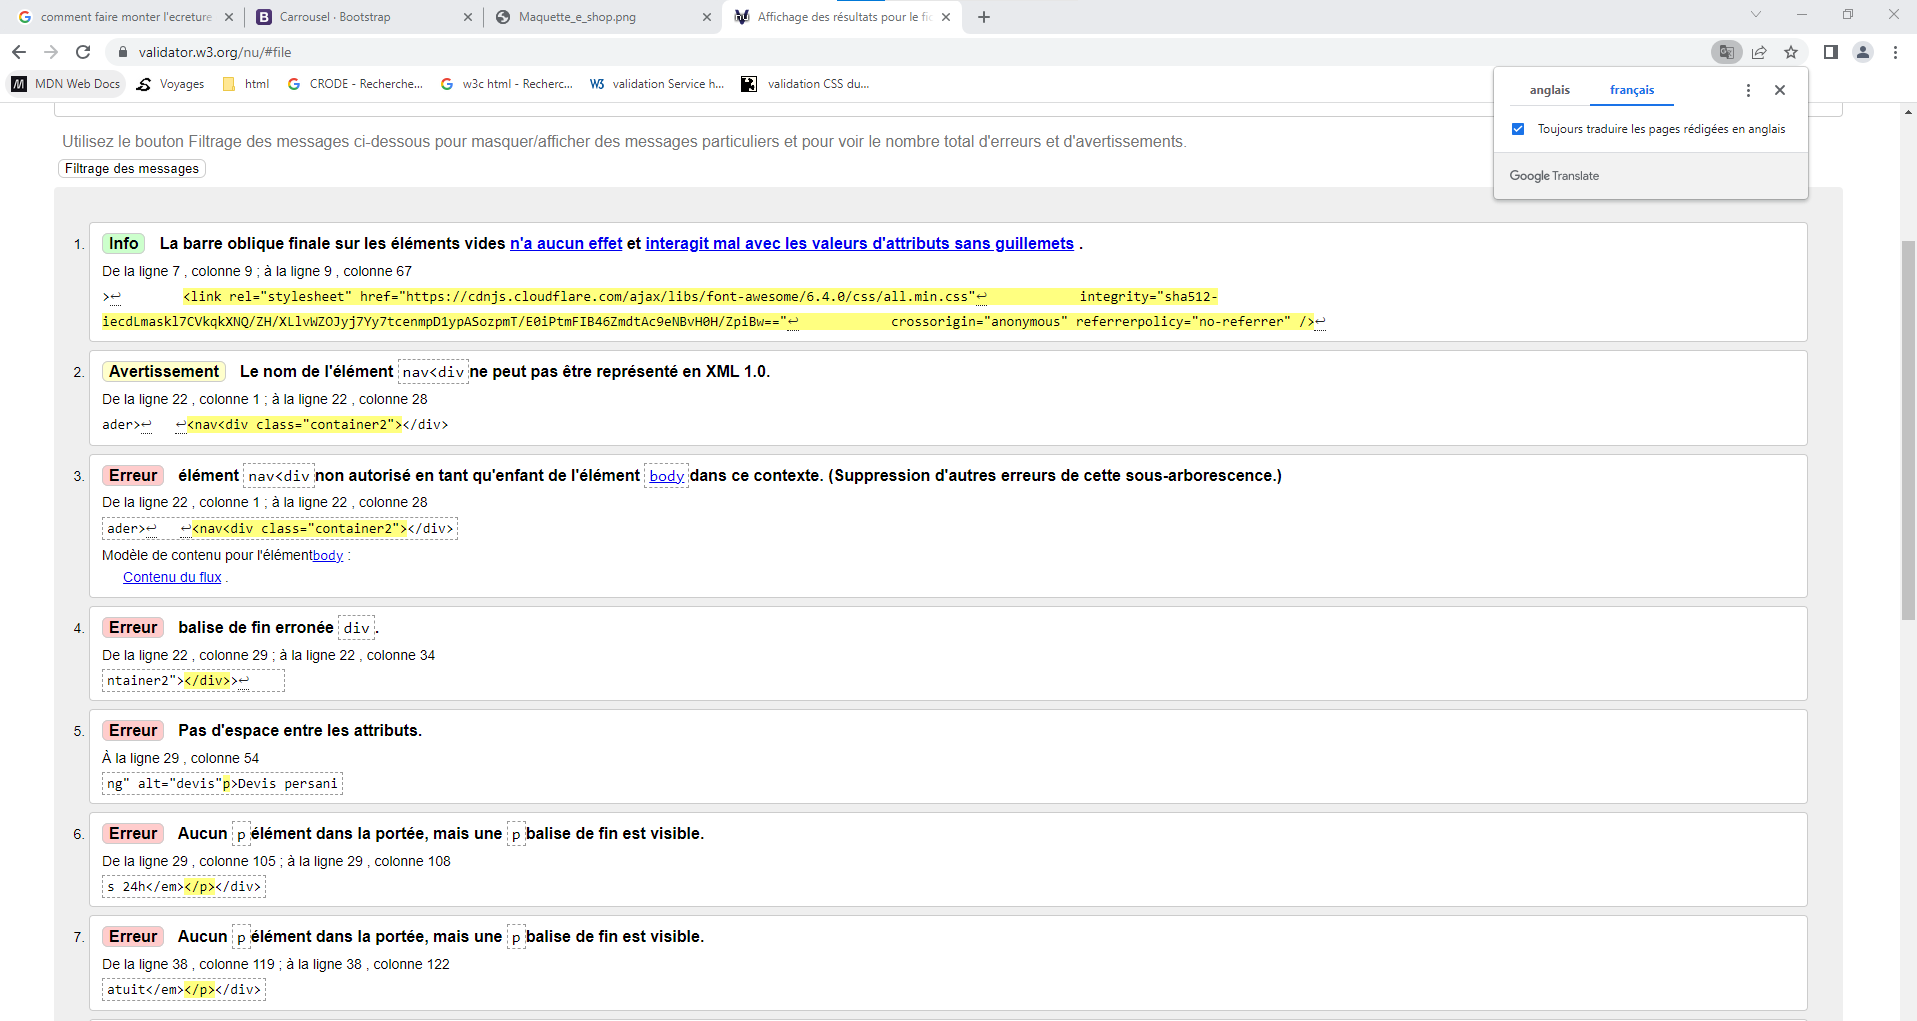 comment faire monter l'ecreture
Carrousel · Bootstrap
Maquette_e_shop.png
Affichage des résultats pour le fic
validator.w3.org/nu/#file
MDN Web Docs
Voyages
html
CRODE - Recherche...
w3c html - Recherc...
validation Service h...
validation CSS du...
anglais
français
Toujours traduire les pages rédigées en anglais
Google Translate
Utilisez le bouton Filtrage des messages ci-dessous pour masquer/afficher des messages particuliers et pour voir le nombre total d'erreurs et d'avertissements.
Filtrage des messages
1. Info La barre oblique finale sur les éléments vides n'a aucun effet et interagit mal avec les valeurs d'attributs sans guillemets .
De la ligne 7 , colonne 9 ; à la ligne 9 , colonne 67
>↩ <link rel="stylesheet" href="https://cdnjs.cloudflare.com/ajax/libs/font-awesome/6.4.0/css/all.min.css"↩ integrity="sha512-
iecdLmaskl7CVkqkXNQ/ZH/XLlvWZOJyj7Yy7tcenmpD1ypASozpmT/E0iPtmFIB46ZmdtAc9eNBvH0H/ZpiBw=="↩ crossorigin="anonymous" referrerpolicy="no-referrer" />↩
2. Avertissement Le nom de l'élément nav<div ne peut pas être représenté en XML 1.0.
De la ligne 22 , colonne 1 ; à la ligne 22 , colonne 28
ader>↩ ↩<nav<div class="container2"></div>
3. Erreur élément nav<div non autorisé en tant qu'enfant de l'élément body dans ce contexte. (Suppression d'autres erreurs de cette sous-arborescence.)
De la ligne 22 , colonne 1 ; à la ligne 22 , colonne 28
ader>↩ ↩<nav<div class="container2"></div>
Modèle de contenu pour l'élémentbody :
Contenu du flux .
4. Erreur balise de fin erronée div.
De la ligne 22 , colonne 29 ; à la ligne 22 , colonne 34
ntainer2"></div>>↩
5. Erreur Pas d'espace entre les attributs.
À la ligne 29 , colonne 54
ng" alt="devis"p>Devis persani
6. Erreur Aucun p élément dans la portée, mais une p balise de fin est visible.
De la ligne 29 , colonne 105 ; à la ligne 29 , colonne 108
s 24h</em></p></div>
7. Erreur Aucun p élément dans la portée, mais une p balise de fin est visible.
De la ligne 38 , colonne 119 ; à la ligne 38 , colonne 122
atuit</em></p></div>